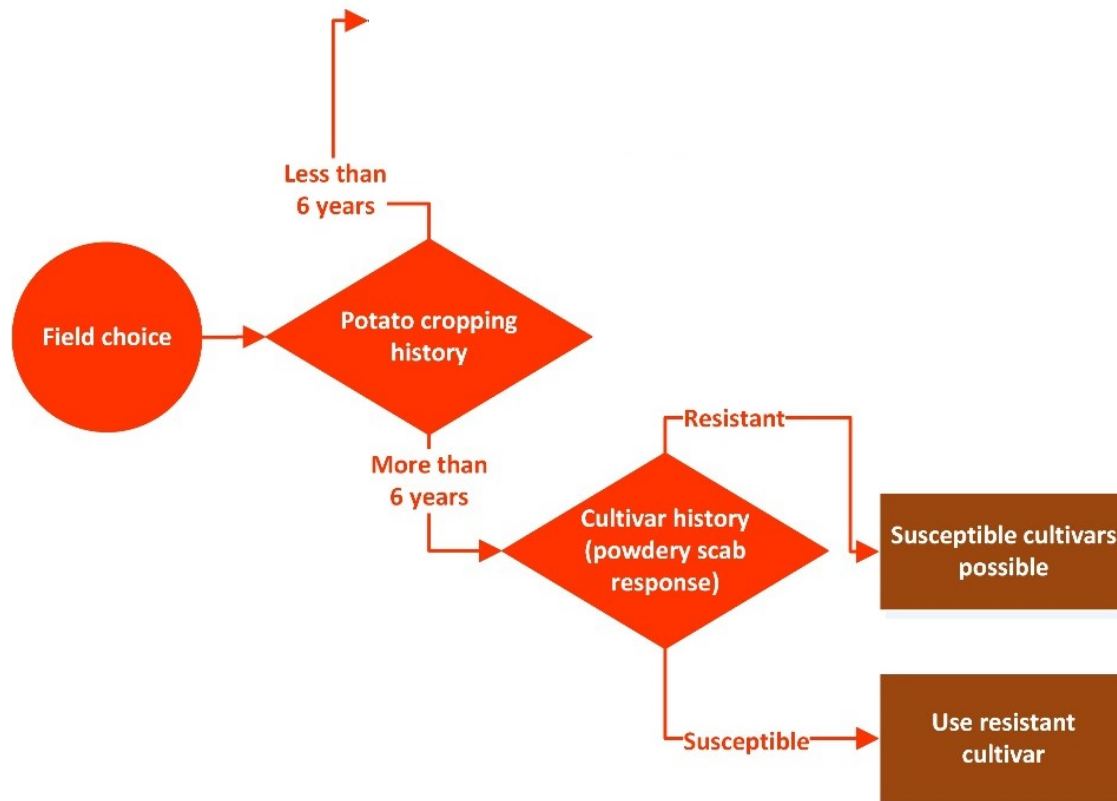 Less than
6 years
Field choice
Potato cropping
history
More than
6 years
Resistant
Cultivar history
(powdery scab
response)
Susceptible cultivars
possible
Susceptible
Use resistant
cultivar